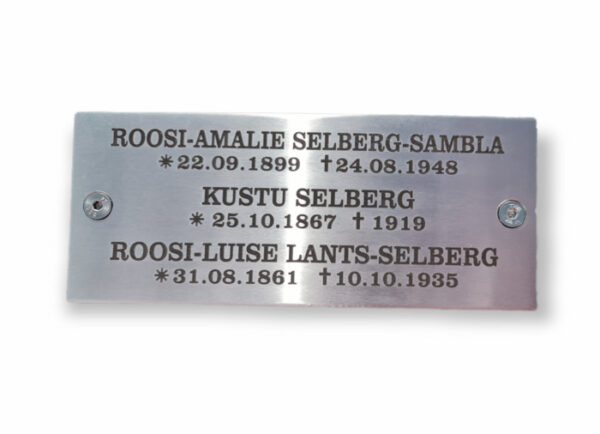 ROOSI-AMALIE SELBERG-SAMBLA
✳22.09.1899 †24.08.1948
KUSTU SELBERG
✳ 25.10.1867 † 1919
ROOSI-LUISE LANTS-SELBERG
✳31.08.1861 †10.10.1935